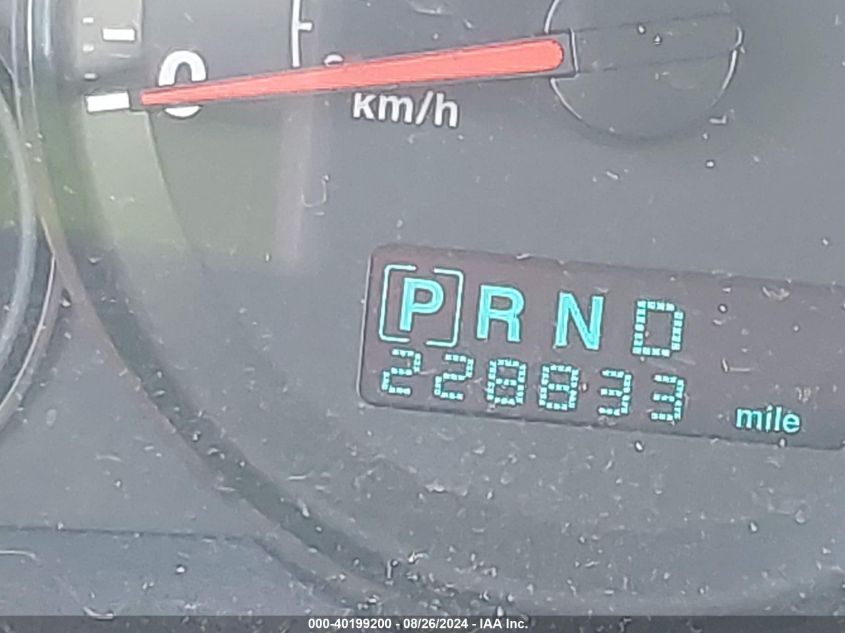 0
km/h
[P] R N D
228833 mile
000-40199200 - 08/26/2024 - IAA Inc.